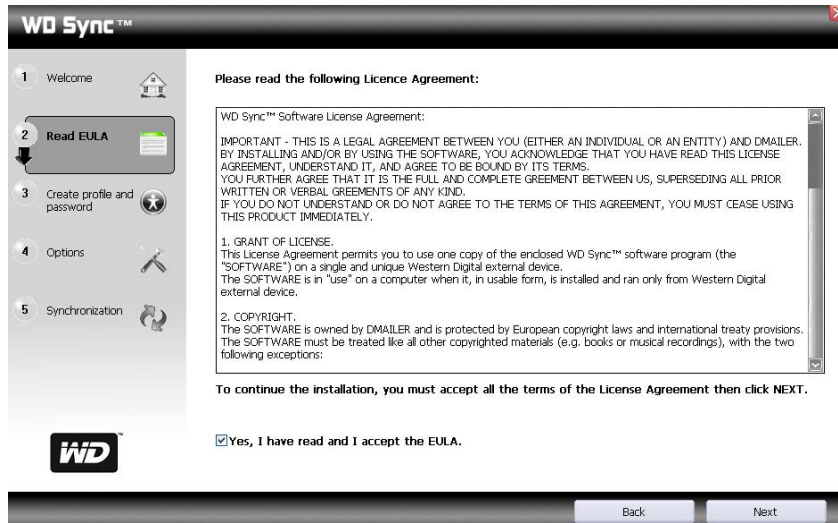 WD Sync™
1 Welcome
2 Read EULA
3 Create profile and
password
4 Options
5 Synchronization
WD
Please read the following Licence Agreement:
WD Sync™ Software License Agreement:
IMPORTANT - THIS IS A LEGAL AGREEMENT BETWEEN YOU (EITHER AN INDIVIDUAL OR AN ENTITY) AND DMAILER.
BY INSTALLING AND/OR BY USING THE SOFTWARE, YOU ACKNOWLEDGE THAT YOU HAVE READ THIS LICENSE
AGREEMENT, UNDERSTAND IT, AND AGREE TO BE BOUND BY ITS TERMS.
YOU FURTHER AGREE THAT IT IS THE FULL AND COMPLETE GREEMENT BETWEEN US, SUPERSEDING ALL PRIOR
WRITTEN OR VERBAL GREEMENTS OF ANY KIND.
IF YOU DO NOT UNDERSTAND OR DO NOT AGREE TO THE TERMS OF THIS AGREEMENT, YOU MUST CEASE USING
THIS PRODUCT IMMEDIATELY.
1. GRANT OF LICENSE.
This License Agreement permits you to use one copy of the enclosed WD Sync™ software program (the
"SOFTWARE") on a single and unique Western Digital external device.
The SOFTWARE is in "use" on a computer when it, in usable form, is installed and ran only from Western Digital
external device.
2. COPYRIGHT.
The SOFTWARE is owned by DMAILER and is protected by European copyright laws and international treaty provisions.
The SOFTWARE must be treated like all other copyrighted materials (e.g. books or musical recordings), with the two
following exceptions:
To continue the installation, you must accept all the terms of the License Agreement then click NEXT.
Yes, I have read and I accept the EULA.
Back
Next